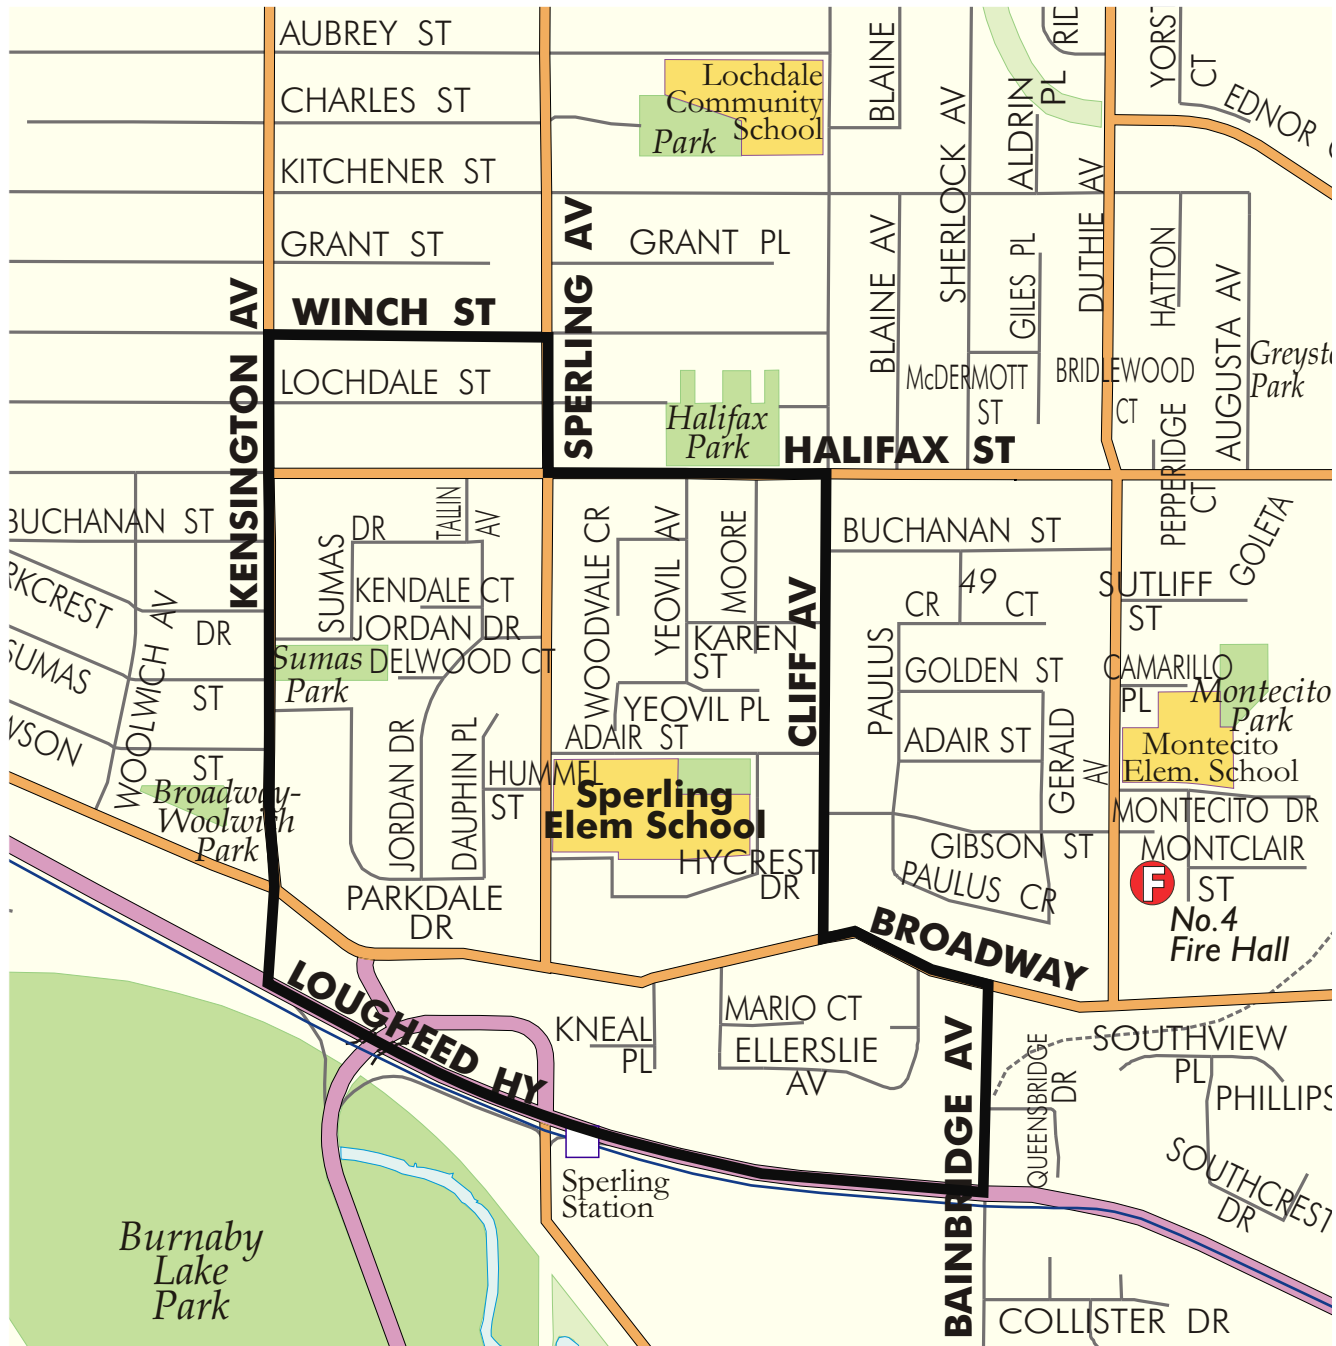 AUBREY ST
CHARLES ST
KITCHENER ST
GRANT ST
GRANT PL
WINCH ST
LOCHDALE ST
KENSINGTON AV
SPERLING AV
Lochdale
Community
School
Park
BLAINE
SHERLOCK AV
ALDRIN
PL
DUTHIE AV
CT
EDNOR
BLAINE AV
GILES PL
HATTON
AUGUSTA AV
McDERMOTT
ST
BRIDLEWOOD
CT
Park
PEPPERIDGE
CT
Halifax
Park
HALIFAX ST
BUCHANAN ST
SUMAS
DR
TALLIN
AV
KENDALE CT
JORDAN DR
DELWOOD CT
Sumas
Park
WOODVALE CR
YEOVIL AV
MOORE
KAREN
ST
YEOVIL PL
ADAIR ST
CLIFF AV
BUCHANAN ST
CR
49
CT
PAULUS
GOLDEN ST
ADAIR ST
GERALD
AV
GIBSON ST
PAULUS CR
SUTLIFF
ST
GOLETA
CAMARILLO
PL
Montecito
Park
Montecito
Elem. School
MONTECITO DR
MONTCLAIR
ST
F
No.4
Fire Hall
DR
SUMAS
ST
ST
WOOLWICH AV
Broadway-
Woolwich
Park
JORDAN DR
DAUPHIN PL
HUMMEL
ST
PARKDALE
DR
Sperling
Elem School
HYCREST
DR
BROADWAY
LOUGHEED HY
KNEAL
PL
MARIO CT
ELLERSLIE
AV
BAINBRIDGE AV
QUEENSBRIDGE
DR
SOUTHVIEW
PL
PHILLIPS
SOUTHCREST
DR
Sperling
Station
Burnaby
Lake
Park
COLLISTER DR